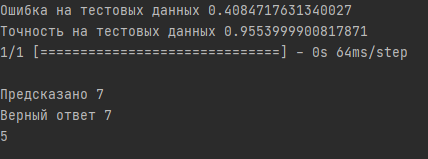 Ошибка на тестовых данных 0.4084717631340027
Точность на тестовых данных 0.9553999900817871
1/1 [==============================] - 0s 64ms/step
Предсказано 7
Верный ответ 7
5